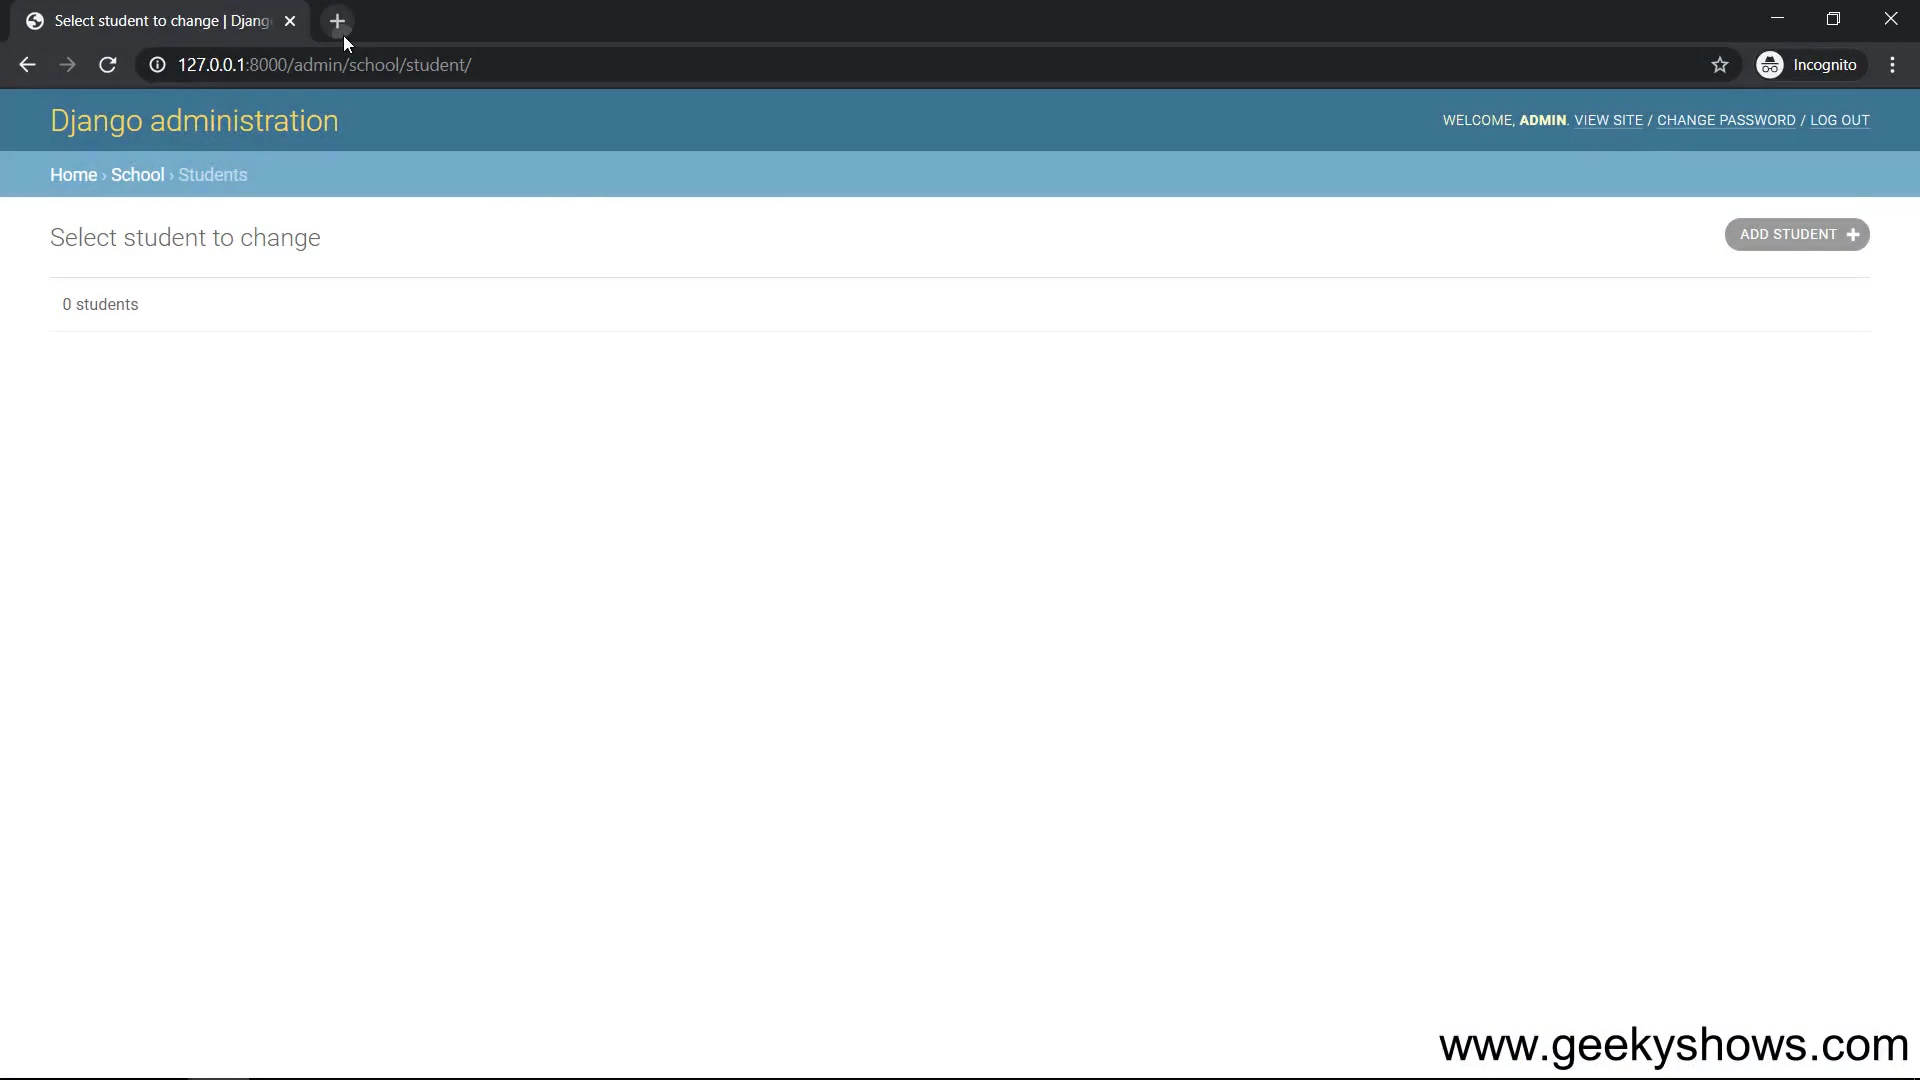 Select student to change | Djang
127.0.0.1:8000/admin/school/student/
Incognito
Django administration
WELCOME, ADMIN. VIEW SITE / CHANGE PASSWORD / LOG OUT
Home › School › Students
Select student to change
ADD STUDENT +
0 students
www.geekyshows.com